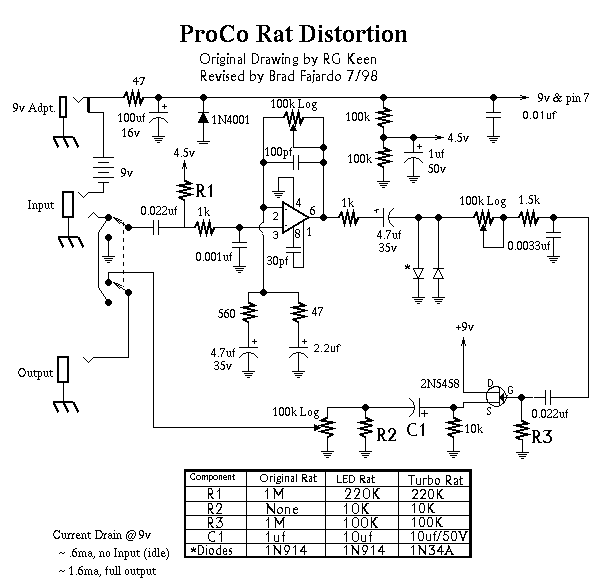 ProCo Rat Distortion
Original Drawing by RG Keen
Revised by Brad Fajardo 7/98
47
9v Adpt.
100uf
16v
+
1N4001
100k Log
100pf
100k
100k
4.5v
+
1uf
50v
9v & pin 7
0.01uf
9v
Input
4.5v
R1
0.022uf
1k
0.001uf
2
3
4
6
8
1
30pf
1k
+
4.7uf
35v
*
100k Log
1.5k
0.0033uf
560
47
4.7uf
35v
+
2.2uf
+
Output
+9v
2N5458
D
G
S
0.022uf
R3
100k Log
R2
C1
+
10k
Component Original Rat LED Rat Turbo Rat
R1 1M 220K 220K
R2 None 10K 10K
R3 1M 100K 100K
C1 1uf 10uf 10uf/50V
*Diodes 1N914 1N914 1N34A
Current Drain @ 9v
~ .6ma, no Input (idle)
~ 1.6ma, full output